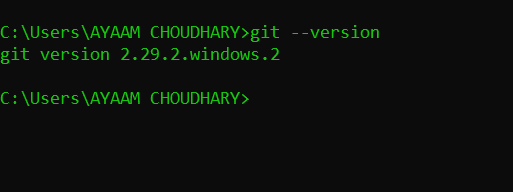 C:\Users\AYAAM CHOUDHARY>git --version
git version 2.29.2.windows.2
C:\Users\AYAAM CHOUDHARY>